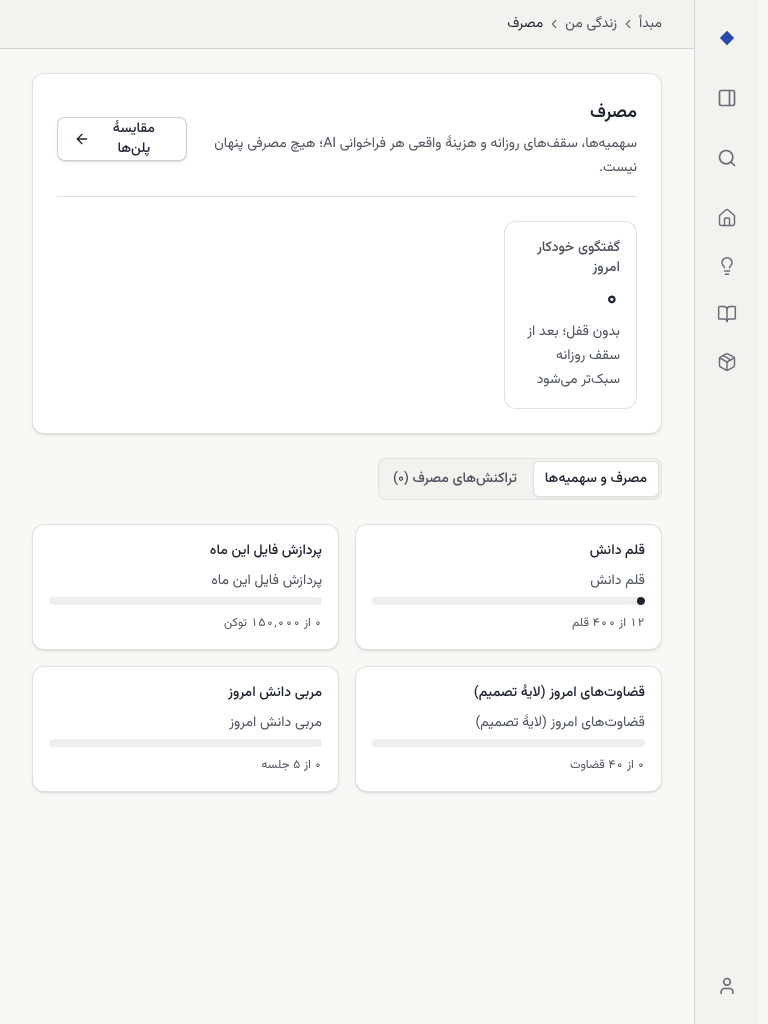 مبدأ › زندگی من › مصرف
مصرف
سهمیه‌ها، سقف‌های روزانه و هزینهٔ واقعی هر فراخوانی AI؛ هیچ مصرفی پنهان
نیست.
مقایسهٔ
پلن‌ها
گفتگوی خودکار
امروز
۰
بدون قفل؛ بعد از
سقف روزانه
سبک‌تر می‌شود
مصرف و سهمیه‌ها
تراکنش‌های مصرف (۰)
قلم دانش
قلم دانش
۱۲ از ۴۰۰ قلم
پردازش فایل این ماه
پردازش فایل این ماه
۰ از ۱۵۰٬۰۰۰ توکن
قضاوت‌های امروز (لایهٔ تصمیم)
قضاوت‌های امروز (لایهٔ تصمیم)
۰ از ۴۰ قضاوت
مربی دانش امروز
مربی دانش امروز
۰ از ۵ جلسه